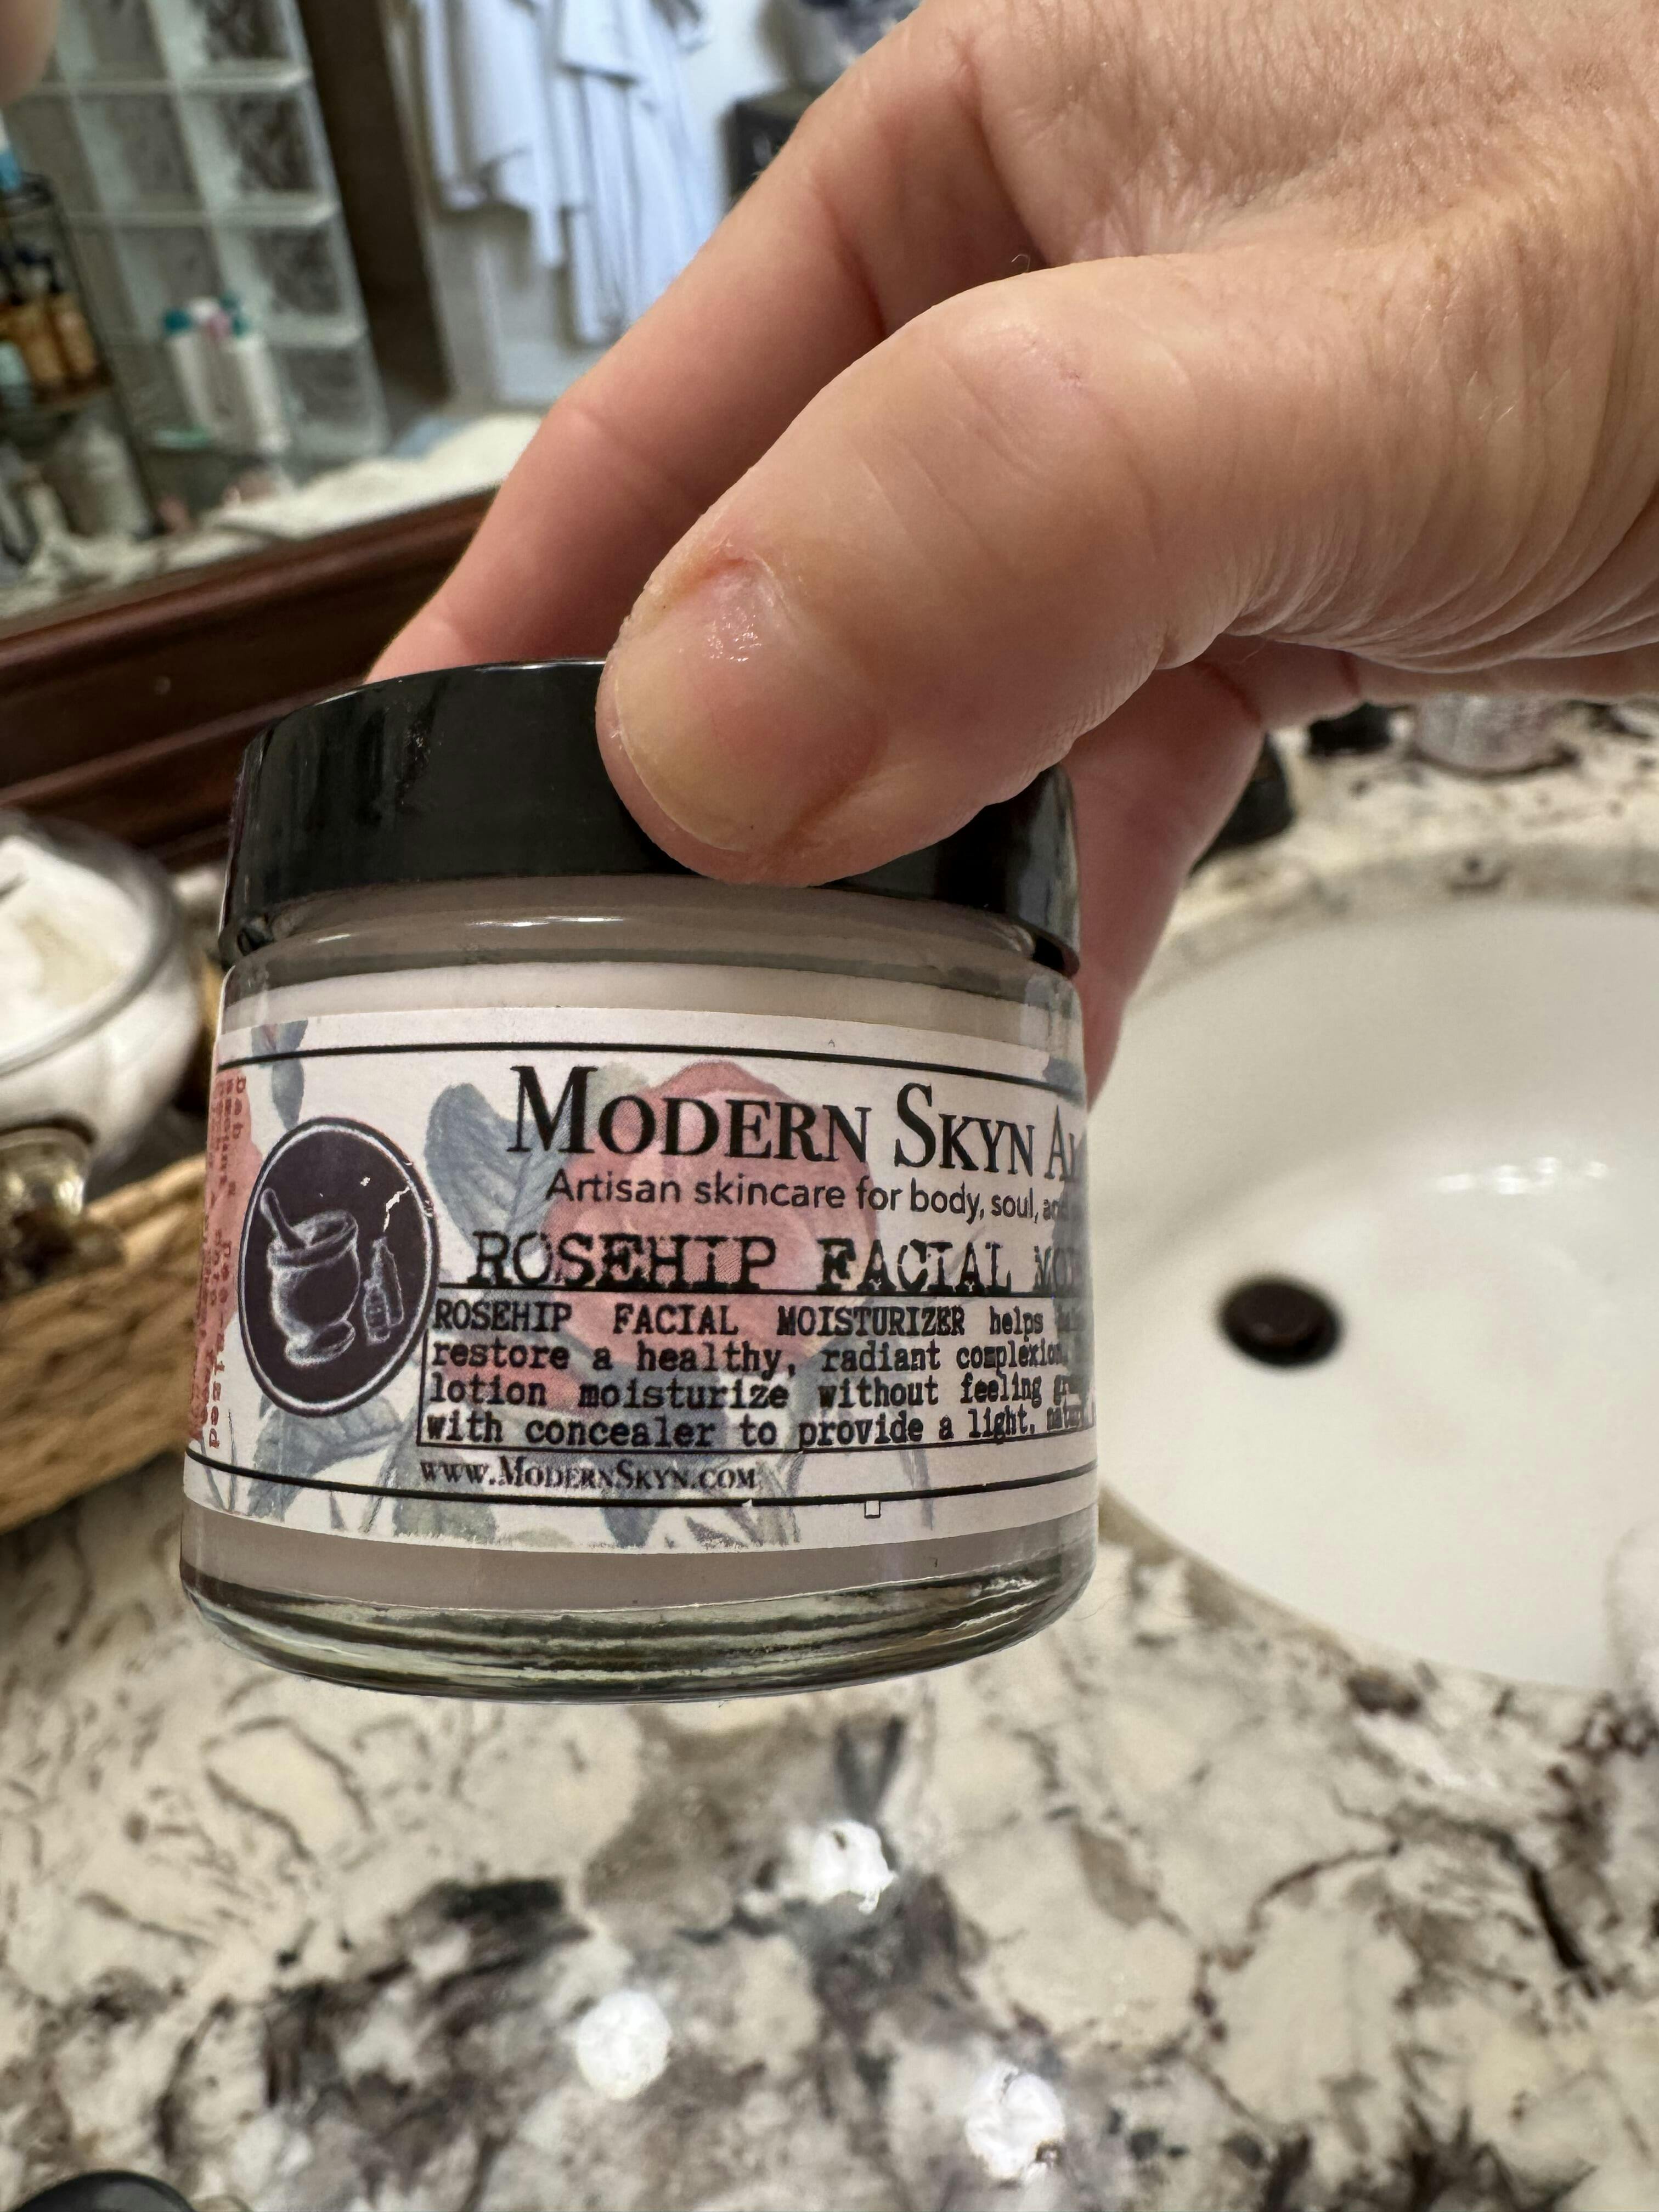 MODERN SKYN
Artisan skincare for body, soul,
ROSEHIP FACIAL
ROSEHIP FACIAL MOISTURIZER helps
restore a healthy, radiant complexion
lotion moisturize without feeling
with concealer to provide a light,
www.MODERNSKYN.COM